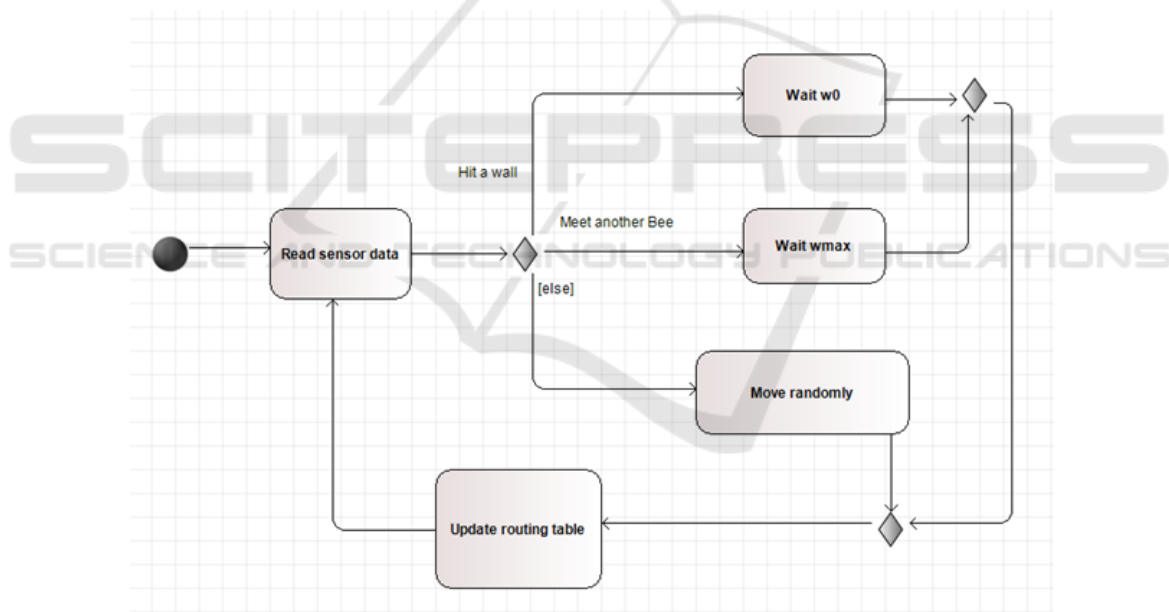 Wait w0
SCITEPRESS
Hit a wall
Meet another Bee
Read sensor data
Wait wmax
SCIENCE AND TECHNOLOGY PUBLICATIONS
[else]
Move randomly
Update routing table